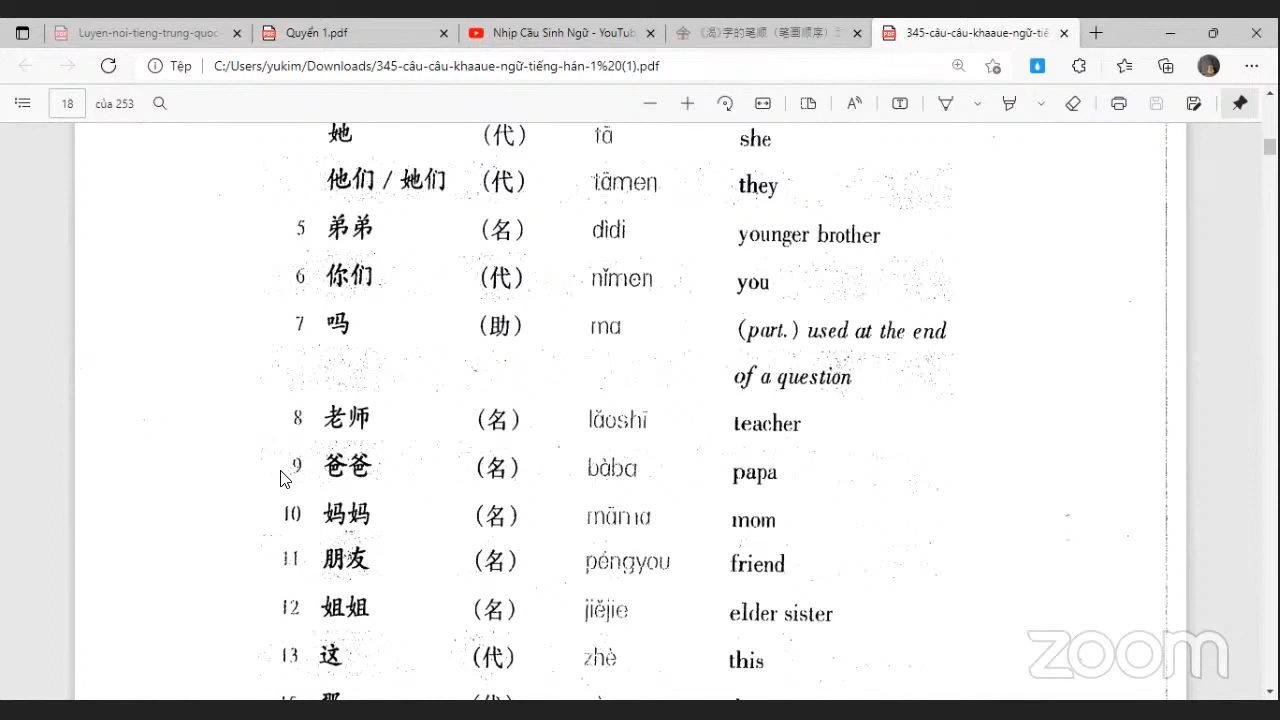 Luyen-noi-tieng-trung-quoc
Quyển 1.pdf
Nhịp Cầu Sinh Ngữ - YouTub
字的笔顺（笔画顺序）
345-câu-câu-khaaue-ngữ-tiế
Tệp
C:/Users/yukim/Downloads/345-câu-câu-khaaue-ngữ-tiếng-hán-1%20(1).pdf
18 của 253
她 (代) tā she
他们 / 她们 (代) tāmen they
5 弟弟 (名) dìdi younger brother
6 你们 (代) nǐmen you
7 吗 (助) ma (part.) used at the end
of a question
8 老师 (名) lǎoshī teacher
9 爸爸 (名) bàba papa
10 妈妈 (名) māma mom
11 朋友 (名) péngyou friend
12 姐姐 (名) jiějie elder sister
13 这 (代) zhè this
zoom